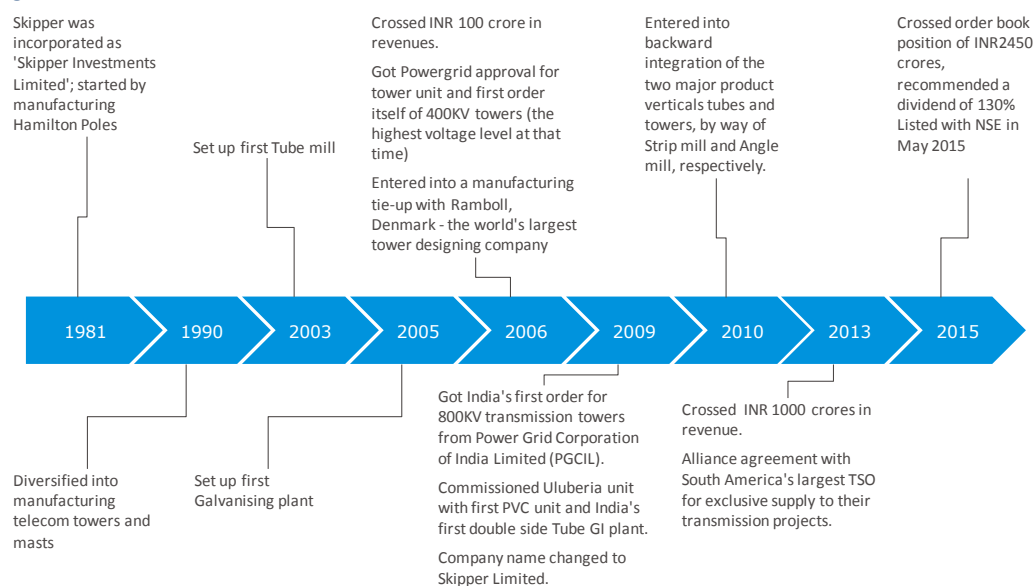 Skipper was
incorporated as
'Skipper Investments
Limited'; started by
manufacturing
Hamilton Poles
Set up first Tube mill
Crossed INR 100 crore in
revenues.
Got Powergrid approval for
tower unit and first order
itself of 400KV towers (the
highest voltage level at that
time)
Entered into a manufacturing
tie-up with Ramboll,
Denmark - the world's largest
tower designing company
Entered into
backward
integration of the
two major product
verticals tubes and
towers, by way of
Strip mill and Angle
mill, respectively.
Crossed order book
position of INR2450
crores,
recommended a
dividend of 130%
Listed with NSE in
May 2015
1981
1990
2003
2005
2006
2009
2010
2013
2015
Diversified into
manufacturing
telecom towers and
masts
Set up first
Galvanising plant
Got India's first order for
800KV transmission towers
from Power Grid Corporation
of India Limited (PGCIL).
Commissioned Uluberia unit
with first PVC unit and India's
first double side Tube GI plant.
Company name changed to
Skipper Limited.
Crossed INR 1000 crores in
revenue.
Alliance agreement with
South America's largest TSO
for exclusive supply to their
transmission projects.